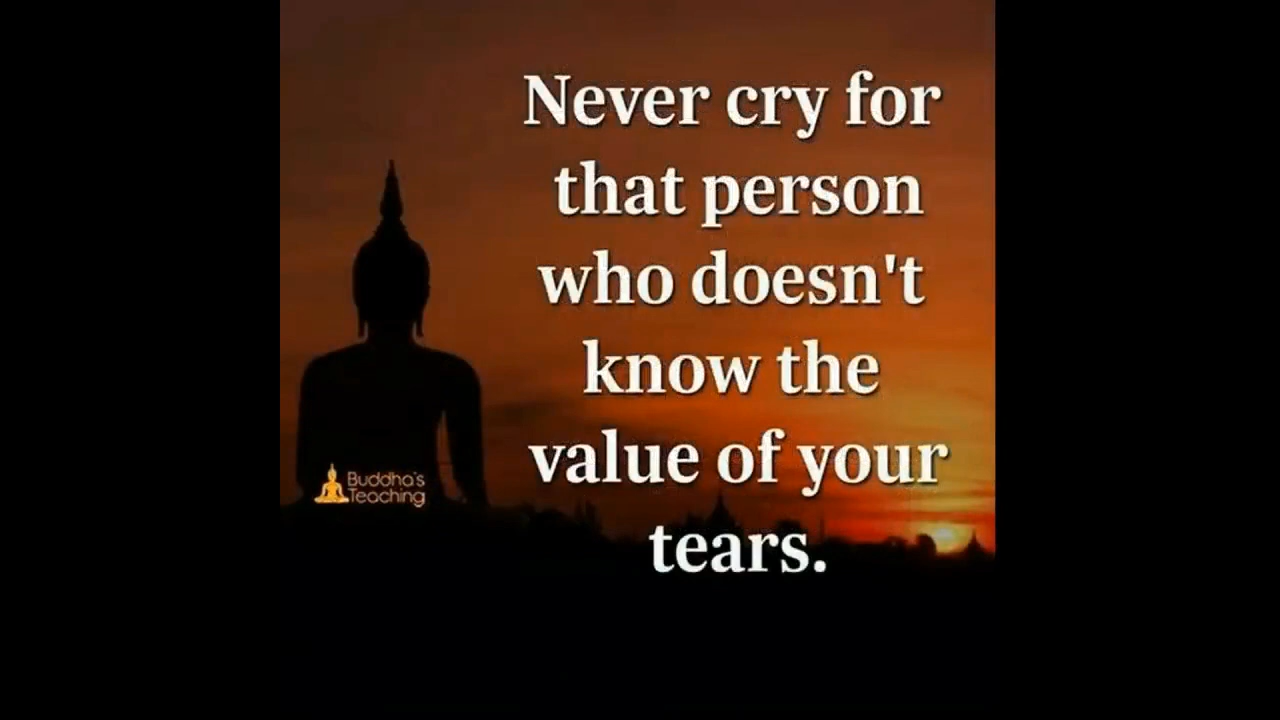 Never cry for
that person
who doesn't
know the
value of your
tears.
Buddha's
Teaching